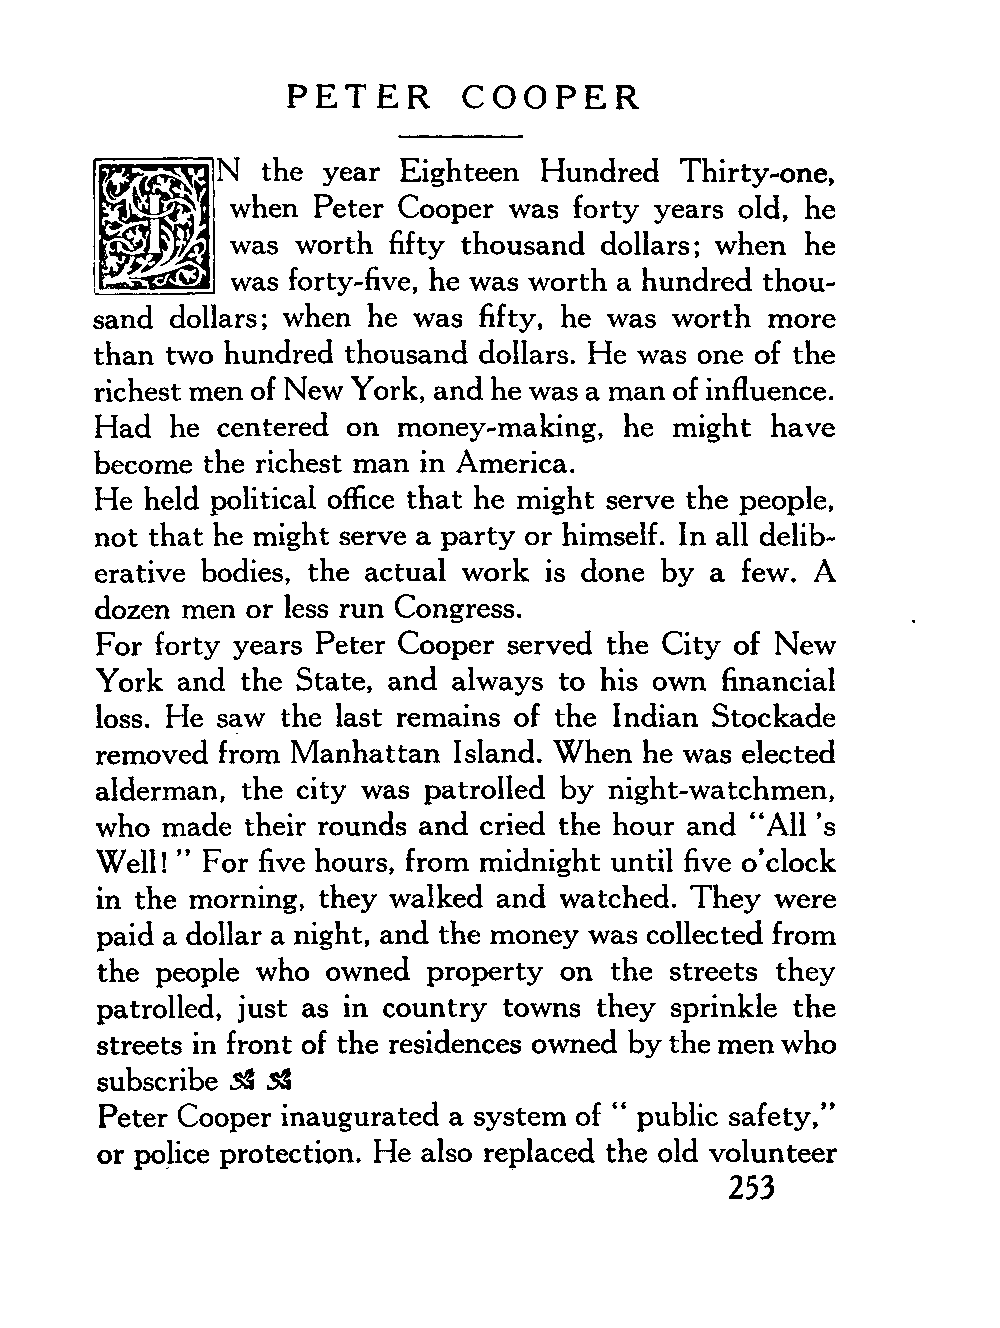 PETER COOPER
IN the year Eighteen Hundred Thirty-one,
when Peter Cooper was forty years old, he
was worth fifty thousand dollars; when he
was forty-five, he was worth a hundred thou-
sand dollars; when he was fifty, he was worth more
than two hundred thousand dollars. He was one of the
richest men of New York, and he was a man of influence.
Had he centered on money-making, he might have
become the richest man in America.
He held political office that he might serve the people,
not that he might serve a party or himself. In all delib-
erative bodies, the actual work is done by a few. A
dozen men or less run Congress.
For forty years Peter Cooper served the City of New
York and the State, and always to his own financial
loss. He saw the last remains of the Indian Stockade
removed from Manhattan Island. When he was elected
alderman, the city was patrolled by night-watchmen,
who made their rounds and cried the hour and “All ’s
Well! ” For five hours, from midnight until five o’clock
in the morning, they walked and watched. They were
paid a dollar a night, and the money was collected from
the people who owned property on the streets they
patrolled, just as in country towns they sprinkle the
streets in front of the residences owned by the men who
subscribe
Peter Cooper inaugurated a system of “ public safety,”
or police protection. He also replaced the old volunteer
253